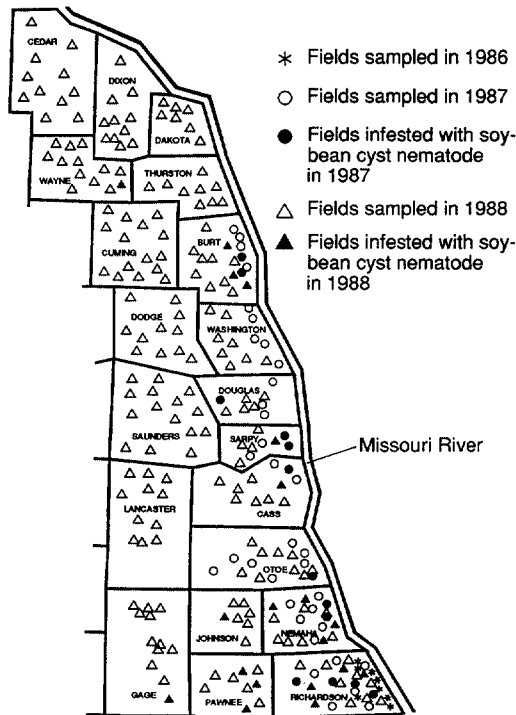 CEDAR
DIXON
DAKOTA
WAYNE
THURSTON
CUMING
BURT
DODGE
WASHINGTON
DOUGLAS
SAUNDERS
SARPY
LANCASTER
CASS
OTOE
JOHNSON
NEMAHA
GAGE
PAWNEE
RICHARDSON
Fields sampled in 1986
Fields sampled in 1987
Fields infested with soy-
bean cyst nematode
in 1987
Fields sampled in 1988
Fields infested with soy-
bean cyst nematode
in 1988
Missouri River